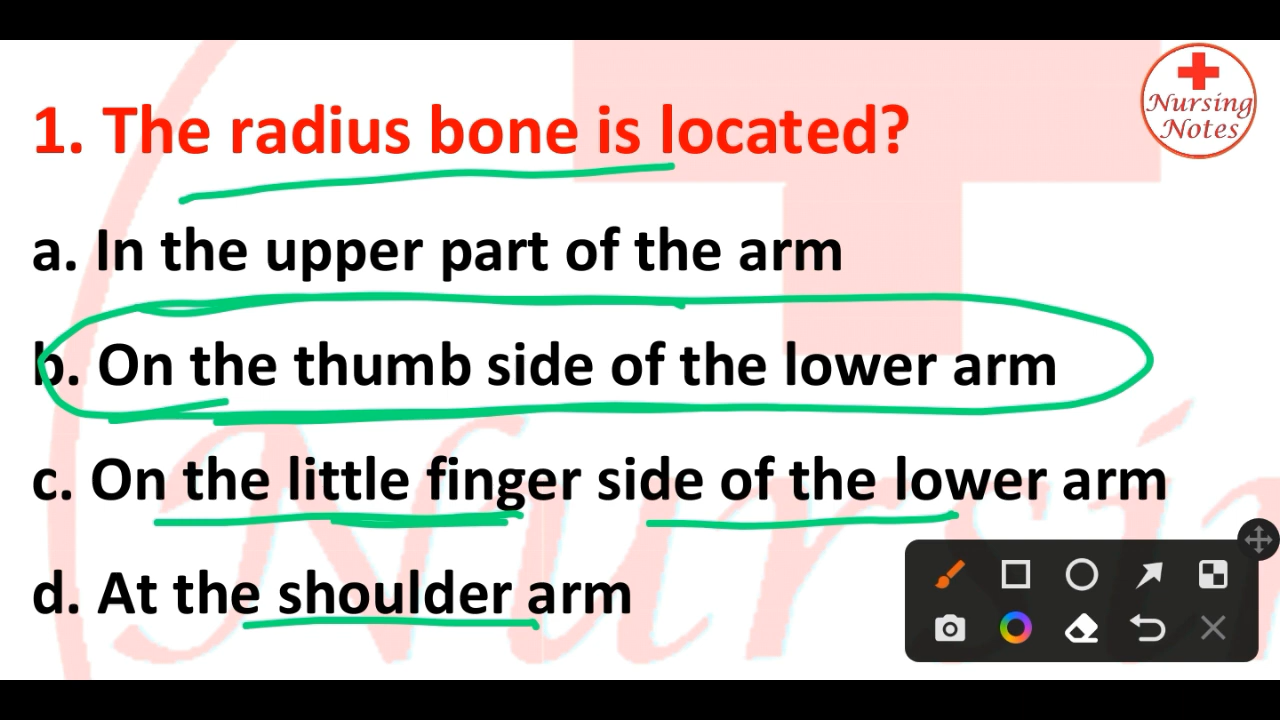 Nursing
Notes
1. The radius bone is located?
a. In the upper part of the arm
b. On the thumb side of the lower arm
c. On the little finger side of the lower arm
d. At the shoulder arm
Nursin